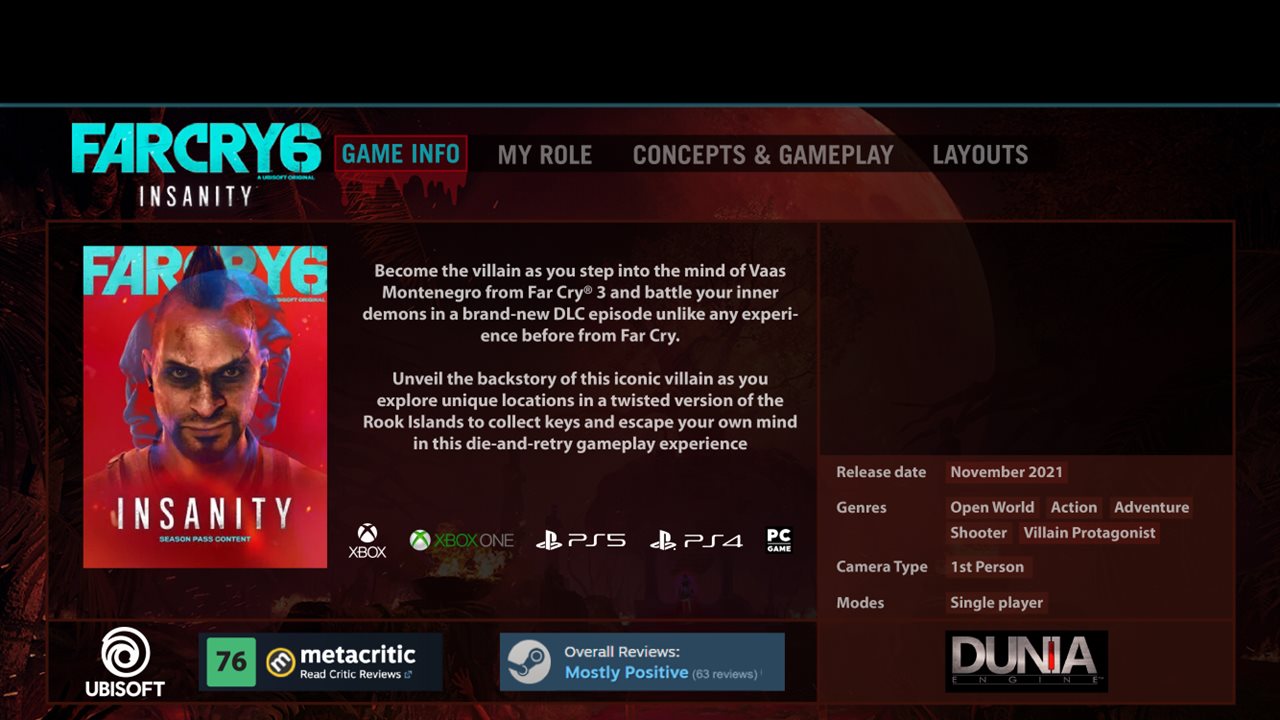 FARCRY6
A UBISOFT ORIGINAL
INSANITY
GAME INFO
MY ROLE
CONCEPTS & GAMEPLAY
LAYOUTS
FARCRY6
UBISOFT ORIGINAL
INSANITY
SEASON PASS CONTENT
Become the villain as you step into the mind of Vaas
Montenegro from Far Cry® 3 and battle your inner
demons in a brand-new DLC episode unlike any experi-
ence before from Far Cry.
Unveil the backstory of this iconic villain as you
explore unique locations in a twisted version of the
Rook Islands to collect keys and escape your own mind
in this die-and-retry gameplay experience
XBOX
XBOX ONE
PS5
PS4
PC
GAME
Release date November 2021
Genres Open World Action Adventure
Shooter Villain Protagonist
Camera Type 1st Person
Modes Single player
UBISOFT
76
metacritic
Read Critic Reviews
Overall Reviews:
Mostly Positive (63 reviews)
DUNIA
ENGINE™